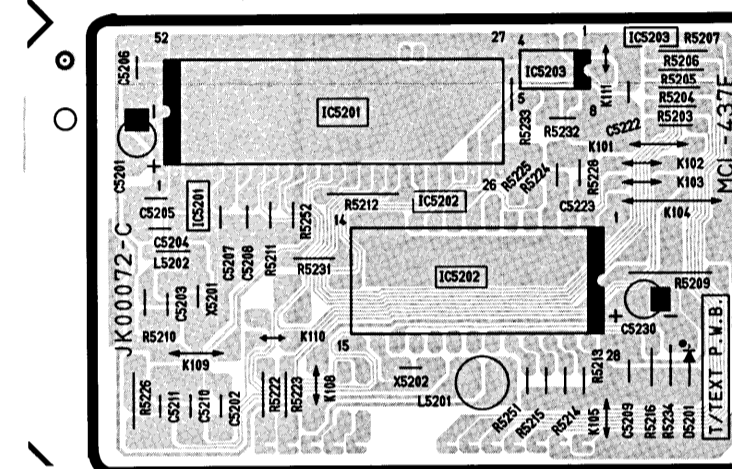 52
27
4
1
IC5203
R5207
C5206
R5206
IC5203
R5205
K111
R5204
5
8
R5203
IC5201
R5233
R5232
C5222
MCL-437F
K101
C5201
+
-
K102
26
R5225
R5224
R5228
K103
IC5201
R5212
IC5202
C5223
K104
C5205
R5252
14
1
C5204
L5202
C5207
C5208
R5211
R5231
IC5202
R5209
JK00072-C
C5203
X5201
+
-
C5230
R5210
K110
15
28
K109
R5213
X5202
L5201
T/TEXT P.W.B.
R5226
C5211
C5210
C5202
R5222
R5223
K108
R5251
R5215
R5214
K105
C5209
R5216
R5234
D5201